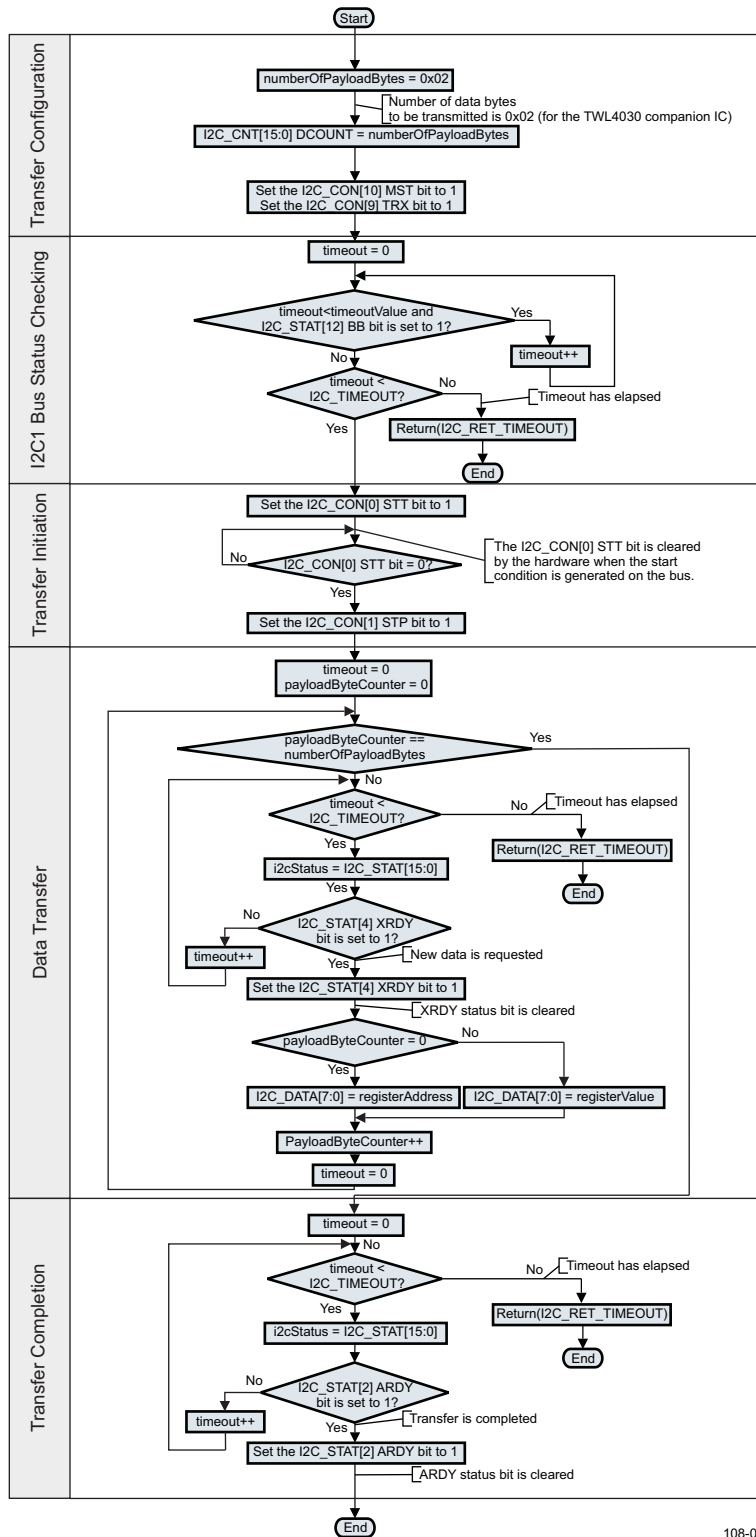 Start
Transfer Configuration
numberOfPayloadBytes = 0x02
Number of data bytes
to be transmitted is 0x02 (for the TWL4030 companion IC)
I2C_CNT[15:0] DCOUNT = numberOfPayloadBytes
Set the I2C_CON[10] MST bit to 1
Set the I2C_CON[9] TRX bit to 1
I2C1 Bus Status Checking
timeout = 0
timeout<timeoutValue and
I2C_STAT[12] BB bit is set to 1?
Yes
timeout++
No
timeout <
I2C_TIMEOUT?
No
Timeout has elapsed
Yes
Return(I2C_RET_TIMEOUT)
End
Transfer Initiation
Set the I2C_CON[0] STT bit to 1
No
I2C_CON[0] STT bit = 0?
The I2C_CON[0] STT bit is cleared
by the hardware when the start
condition is generated on the bus.
Yes
Set the I2C_CON[1] STP bit to 1
Data Transfer
timeout = 0
payloadByteCounter = 0
payloadByteCounter ==
numberOfPayloadBytes
Yes
No
timeout <
I2C_TIMEOUT?
No
Timeout has elapsed
Yes
Return(I2C_RET_TIMEOUT)
End
i2cStatus = I2C_STAT[15:0]
Yes
No
I2C_STAT[4] XRDY
bit is set to 1?
timeout++
Yes
New data is requested
Set the I2C_STAT[4] XRDY bit to 1
XRDY status bit is cleared
payloadByteCounter = 0
No
Yes
I2C_DATA[7:0] = registerAddress
I2C_DATA[7:0] = registerValue
PayloadByteCounter++
timeout = 0
Transfer Completion
timeout = 0
No
timeout <
I2C_TIMEOUT?
No
Timeout has elapsed
Yes
Return(I2C_RET_TIMEOUT)
End
i2cStatus = I2C_STAT[15:0]
No
I2C_STAT[2] ARDY
bit is set to 1?
timeout++
Yes
Transfer is completed
Set the I2C_STAT[2] ARDY bit to 1
ARDY status bit is cleared
End